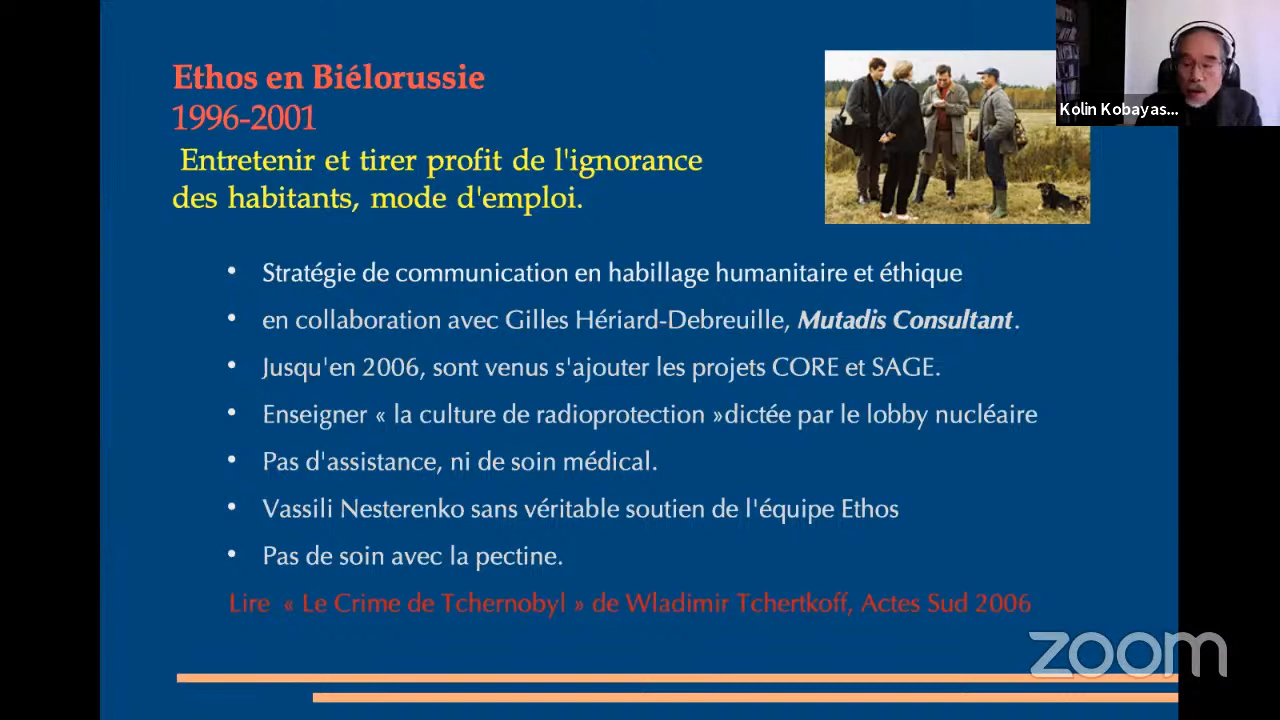 Ethos en Biélorussie
1996-2001
Entretenir et tirer profit de l'ignorance
des habitants, mode d'emploi.
Kolin Kobayas...
• Stratégie de communication en habillage humanitaire et éthique
• en collaboration avec Gilles Hériard-Debreuille, Mutadis Consultant.
• Jusqu'en 2006, sont venus s'ajouter les projets CORE et SAGE.
• Enseigner « la culture de radioprotection »dictée par le lobby nucléaire
• Pas d'assistance, ni de soin médical.
• Vassili Nesterenko sans véritable soutien de l'équipe Ethos
• Pas de soin avec la pectine.
Lire « Le Crime de Tchernobyl » de Wladimir Tchertkoff, Actes Sud 2006
zoom